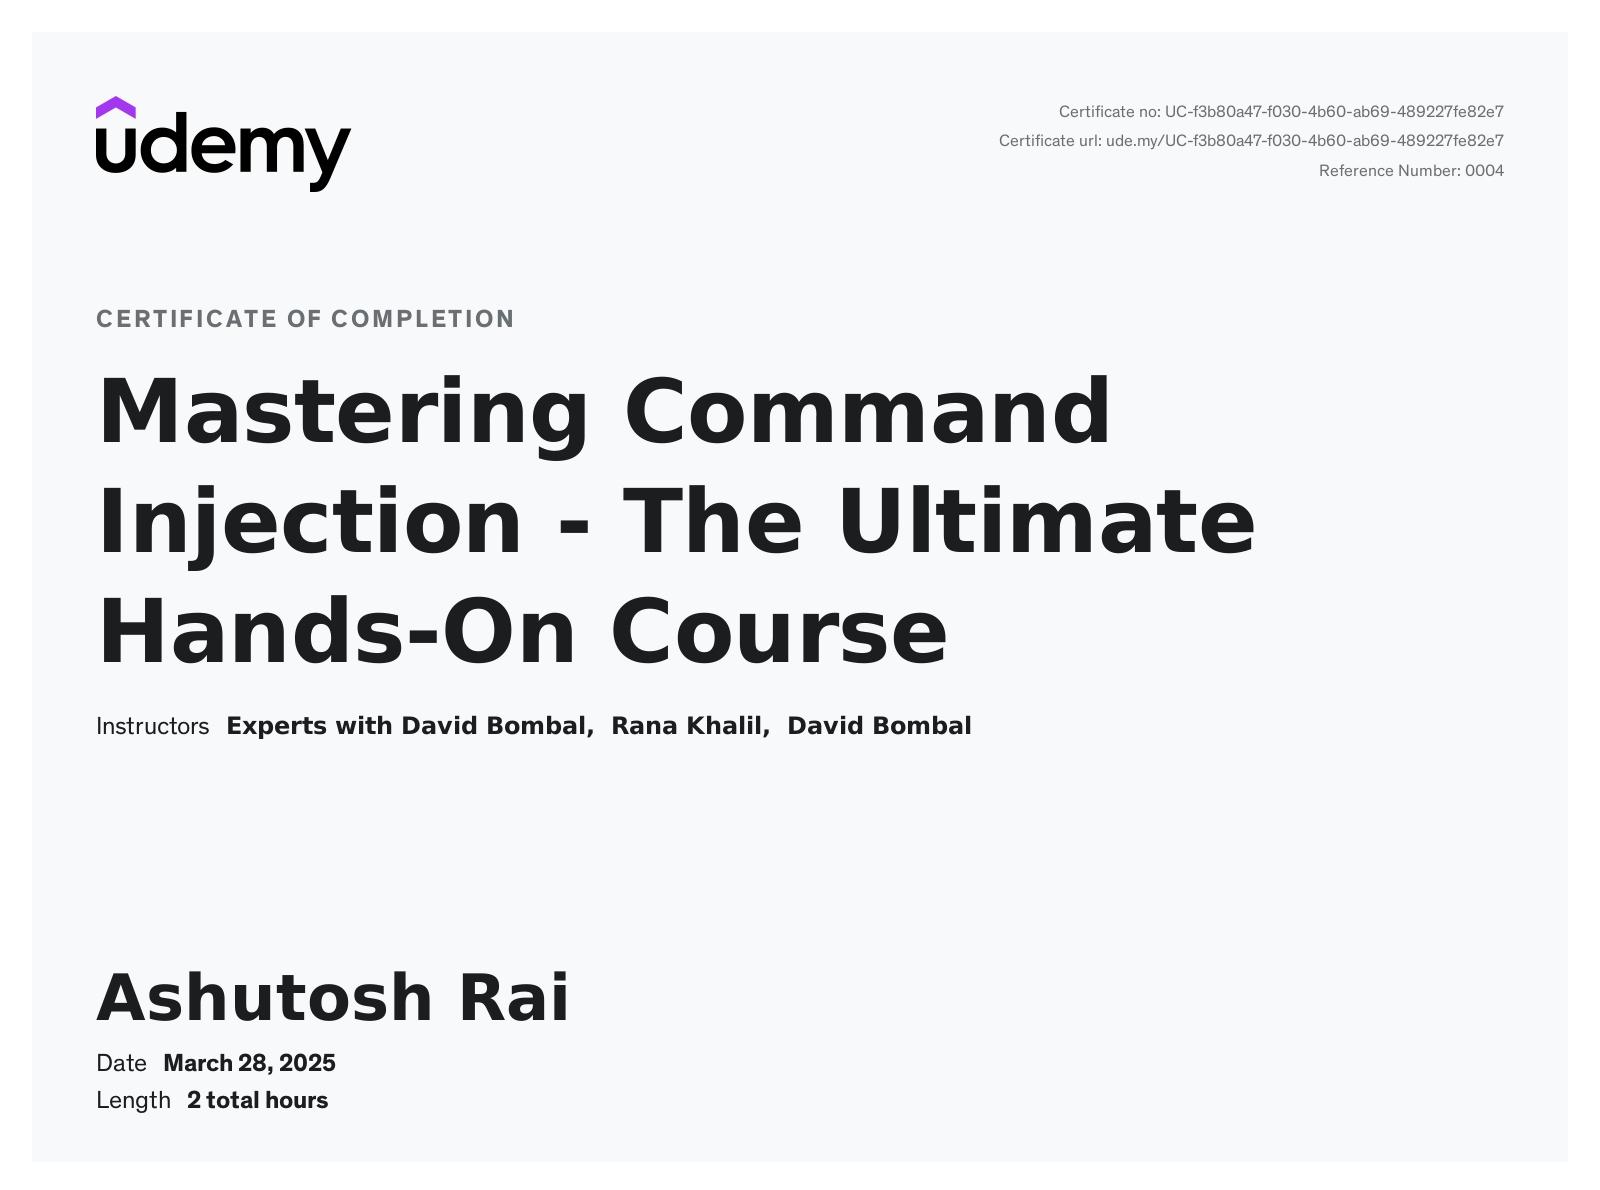 udemy
Certificate no: UC-f3b80a47-f030-4b60-ab69-489227fe82e7
Certificate url: ude.my/UC-f3b80a47-f030-4b60-ab69-489227fe82e7
Reference Number: 0004
CERTIFICATE OF COMPLETION
Mastering Command
Injection - The Ultimate
Hands-On Course
Instructors Experts with David Bombal, Rana Khalil, David Bombal
Ashutosh Rai
Date March 28, 2025
Length 2 total hours